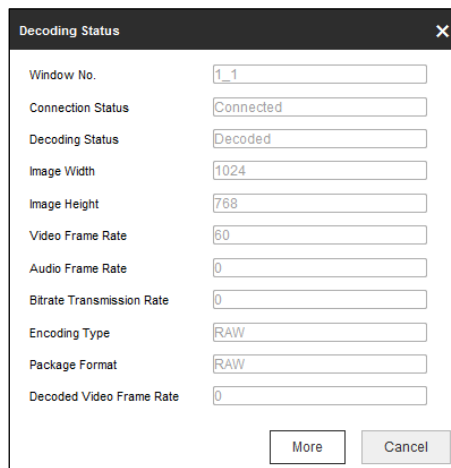 Decoding Status
Window No. 1_1
Connection Status Connected
Decoding Status Decoded
Image Width 1024
Image Height 768
Video Frame Rate 60
Audio Frame Rate 0
Bitrate Transmission Rate 0
Encoding Type RAW
Package Format RAW
Decoded Video Frame Rate 0
More Cancel